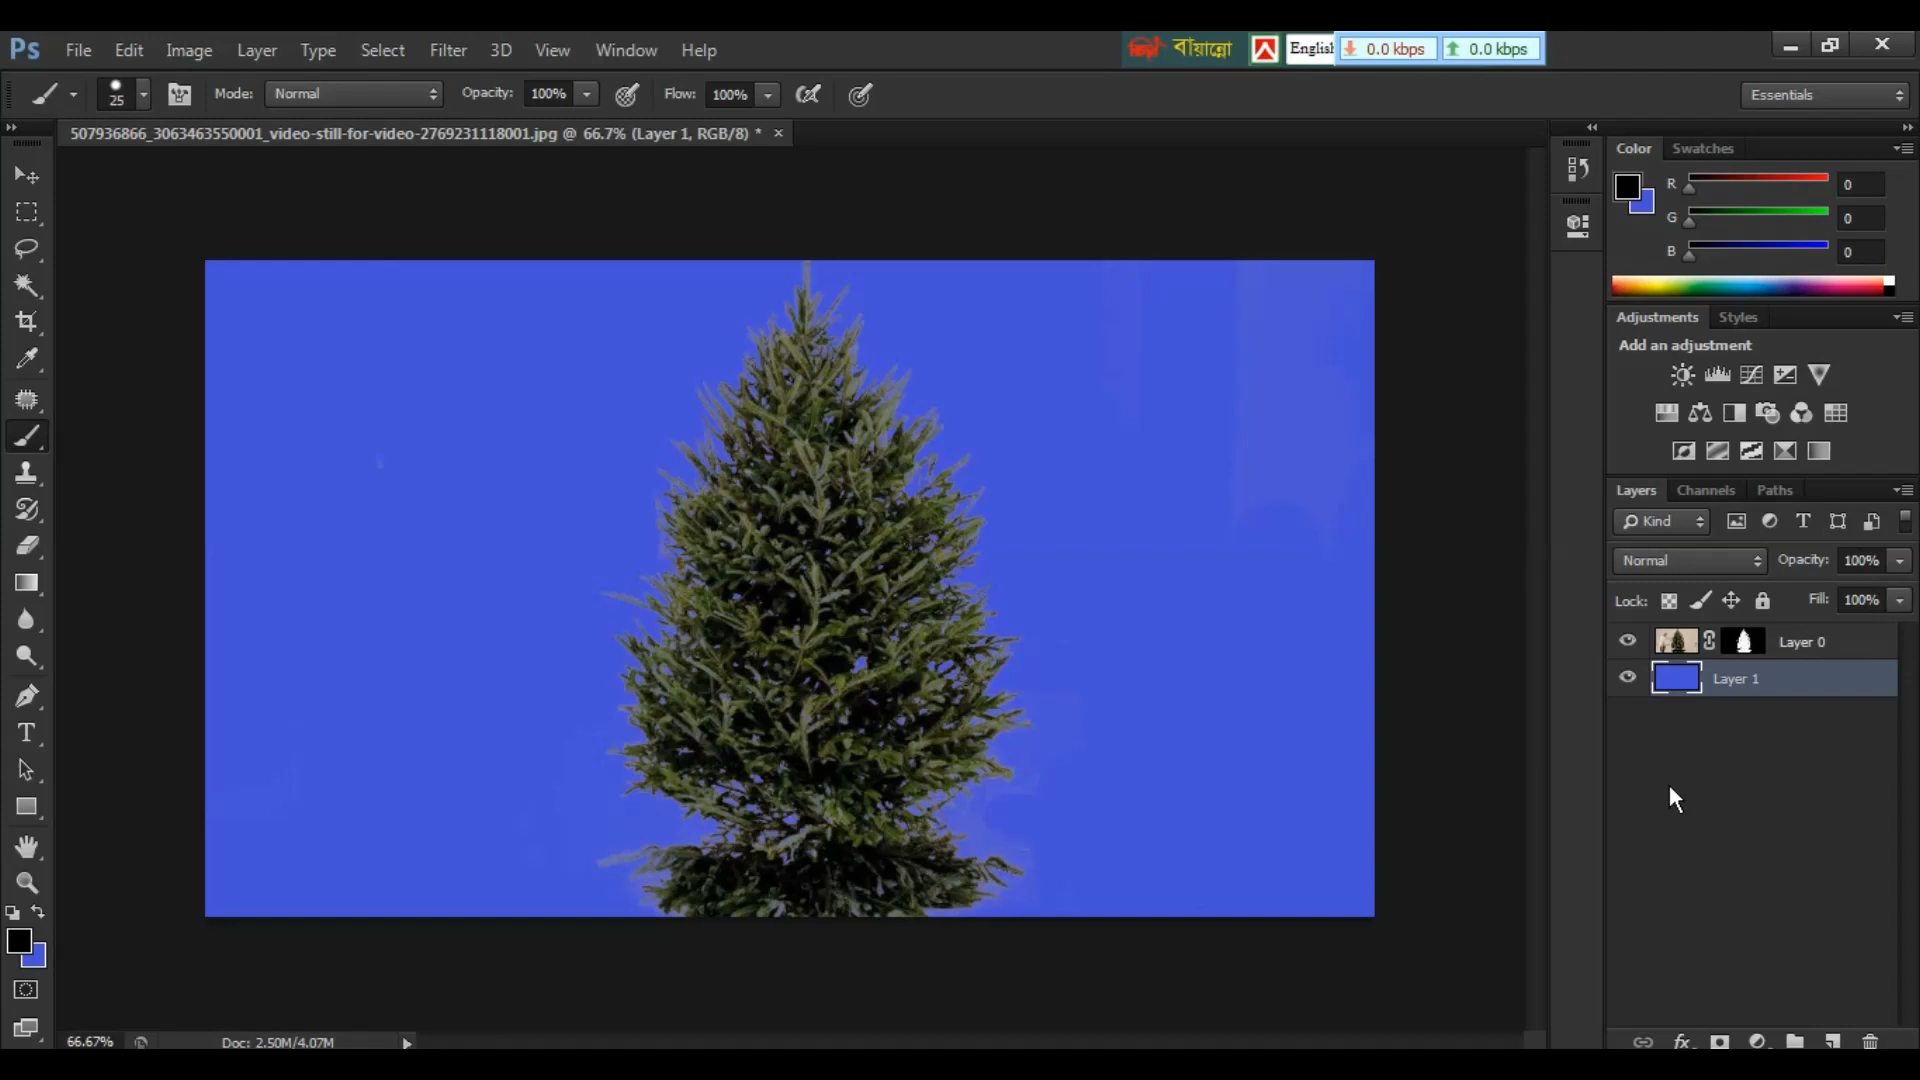 Ps File Edit Image Layer Type Select Filter 3D View Window Help
বায়ান্নো English 0.0 kbps 0.0 kbps
25 Mode: Normal Opacity: 100% Flow: 100% Essentials
507936866_3063463550001_video-still-for-video-2769231118001.jpg @ 66.7% (Layer 1, RGB/8) *
Color Swatches
R 0
G 0
B 0
Adjustments Styles
Add an adjustment
Layers Channels Paths
Kind
Normal Opacity: 100%
Lock: Fill: 100%
Layer 0
Layer 1
66.67% Doc: 2.50M/4.07M
fx